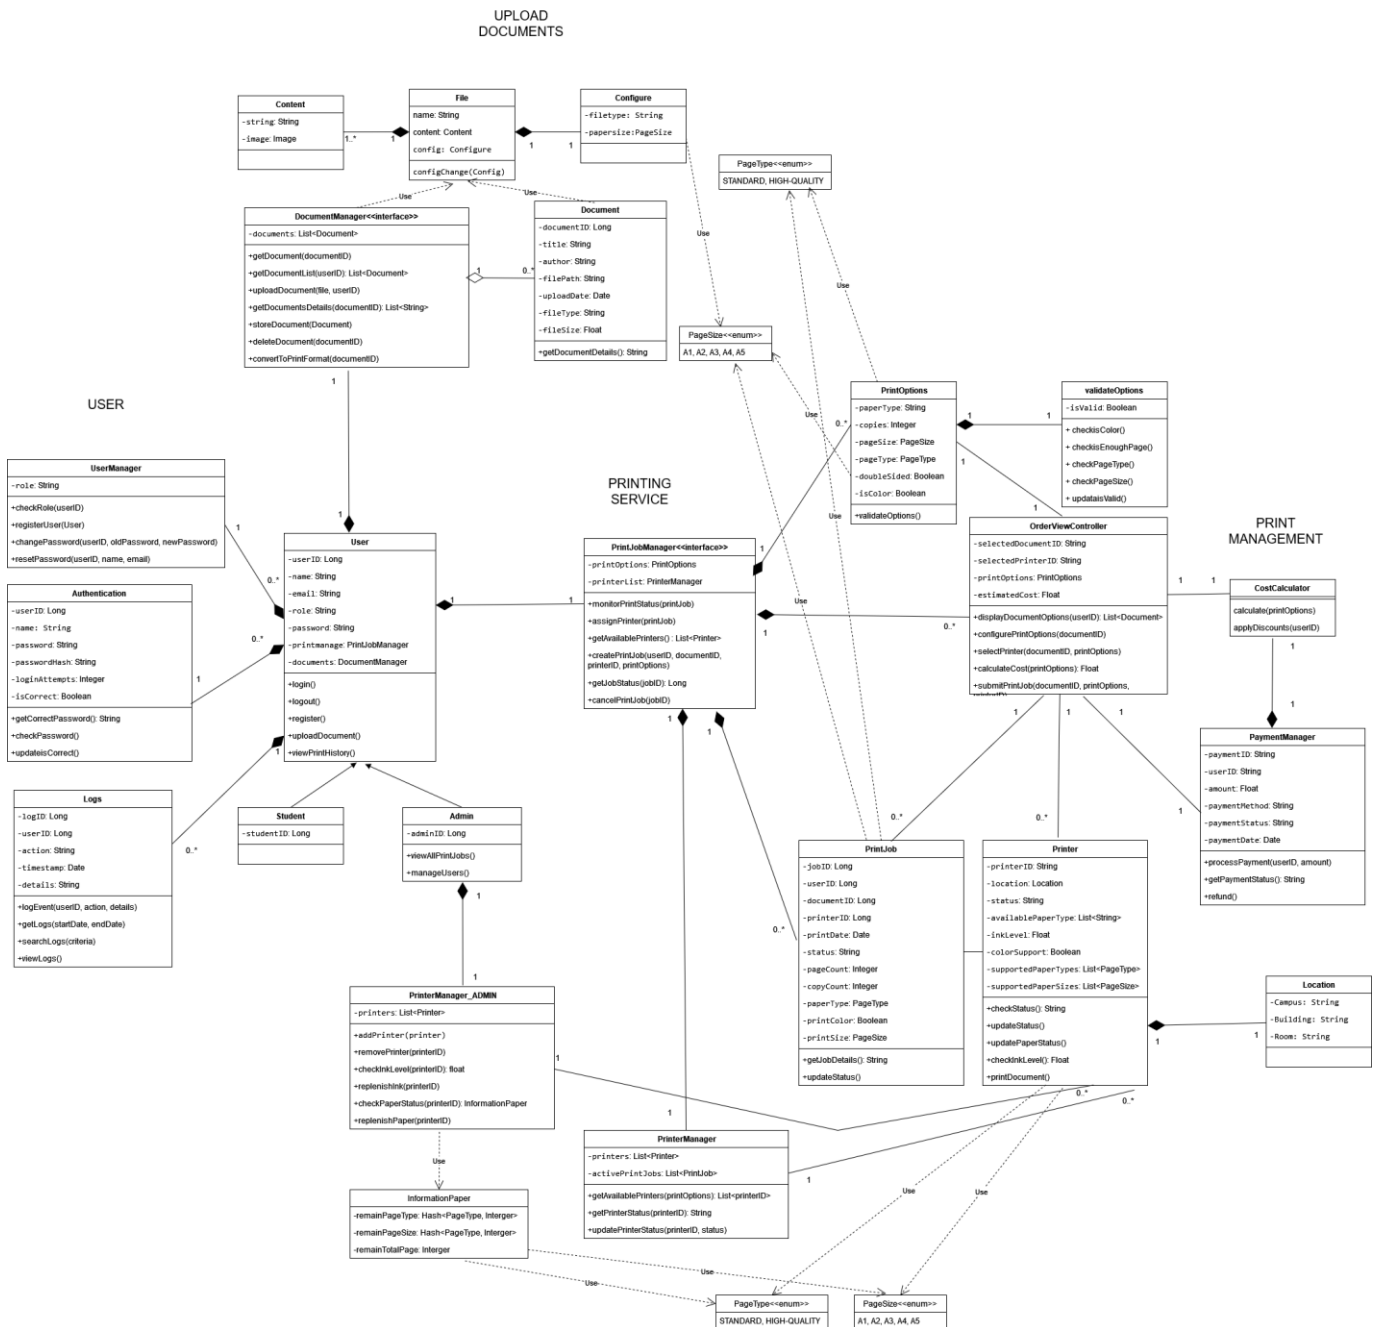 UPLOAD
DOCUMENTS
Content
-string: String
-image: Image
File
name: String
content: Content
config: Configure
configChange(Config)
Configure
-filetype: String
-papersize:PageSize
1..*
1
1
1
Use
Use
Use
PageType<<enum>>
STANDARD, HIGH-QUALITY
Use
DocumentManager<<interface>>
-documents: List<Document>
+getDocument(documentID)
+getDocumentList(userID): List<Document>
+uploadDocument(file, userID)
+getDocumentsDetails(documentID): List<String>
+storeDocument(Document)
+deleteDocument(documentID)
+convertToPrintFormat(documentID)
1
0..*
Document
-documentID: Long
-title: String
-author: String
-filePath: String
-uploadDate: Date
-fileType: String
-fileSize: Float
+getDocumentDetails(): String
PageSize<<enum>>
A1, A2, A3, A4, A5
Use
Use
Use
1
1
USER
UserManager
-role: String
+checkRole(userID)
+registerUser(User)
+changePassword(userID, oldPassword, newPassword)
+resetPassword(userID, name, email)
1
0..*
Authentication
-userID: Long
-name: String
-password: String
-passwordHash: String
-loginAttempts: Integer
-isCorrect: Boolean
+getCorrectPassword(): String
+checkPassword()
+updateisCorrect()
0..*
1
User
-userID: Long
-name: String
-email: String
-role: String
-password: String
-printmanage: PrintJobManager
-documents: DocumentManager
+login()
+logout()
+register()
+uploadDocument()
+viewPrintHistory()
1
1
1
0..*
Logs
-logID: Long
-userID: Long
-action: String
-timestamp: Date
-details: String
+logEvent(userID, action, details)
+getLogs(startDate, endDate)
+searchLogs(criteria)
+viewLogs()
Student
-studentID: Long
Admin
-adminID: Long
+viewAllPrintJobs()
+manageUsers()
1
1
PrinterManager_ADMIN
-printers: List<Printer>
+addPrinter(printer)
+removePrinter(printerID)
+checkInkLevel(printerID): float
+replenishInk(printerID)
+checkPaperStatus(printerID): InformationPaper
+replenishPaper(printerID)
1
Use
InformationPaper
-remainPageType: Hash<PageType, Interger>
-remainPageSize: Hash<PageType, Interger>
-remainTotalPage: Interger
Use
Use
PRINTING
SERVICE
PrintJobManager<<interface>>
-printOptions: PrintOptions
-printerList: PrinterManager
+monitorPrintStatus(printJob)
+assignPrinter(printJob)
+getAvailablePrinters(): List<Printer>
+createPrintJob(userID, documentID,
printerID, printOptions)
+getJobStatus(jobID): Long
+cancelPrintJob(jobID)
1
0..*
1
0..*
1
1
1
0..*
PrinterManager
-printers: List<Printer>
-activePrintJobs: List<PrintJob>
+getAvailablePrinters(printOptions): List<printerID>
+getPrinterStatus(printerID): String
+updatePrinterStatus(printerID, status)
1
PrintOptions
-paperType: String
-copies: Integer
-pageSize: PageSize
-pageType: PageType
-doubleSided: Boolean
-isColor: Boolean
+validateOptions()
1
1
1
1
validateOptions
-isValid: Boolean
+ checkisColor()
+ checkisEnoughPage()
+ checkPageType()
+ checkPageSize()
+ updataisValid()
OrderViewController
-selectedDocumentID: String
-selectedPrinterID: String
-printOptions: PrintOptions
-estimatedCost: Float
+displayDocumentOptions(userID): List<Document>
+configurePrintOptions(documentID)
+selectPrinter(documentID, printOptions)
+calculateCost(printOptions): Float
+submitPrintJob(documentID, printOptions,
PRINT
MANAGEMENT
1
1
CostCalculator
calculate(printOptions)
applyDiscounts(userID)
1
1
PaymentManager
-paymentID: String
-userID: String
-amount: Float
-paymentMethod: String
-paymentStatus: String
-paymentDate: Date
+processPayment(userID, amount)
+getPaymentStatus(): String
+refund()
1
1
1
1
0..*
0..*
Use
PrintJob
-jobID: Long
-userID: Long
-documentID: Long
-printerID: Long
-printDate: Date
-status: String
-pageCount: Integer
-copyCount: Integer
-paperType: PageType
-printColor: Boolean
-printSize: PageSize
+getJobDetails(): String
+updateStatus()
Printer
-printerID: String
-location: Location
-status: String
-availablePaperType: List<String>
-inkLevel: Float
-colorSupport: Boolean
-supportedPaperTypes: List<PageType>
-supportedPaperSizes: List<PageSize>
+checkStatus(): String
+updateStatus()
+updatePaperStatus()
+checkInkLevel(): Float
+printDocument()
0..*
0..*
1
1
Location
-Campus: String
-Building: String
-Room: String
Use
Use
PageType<<enum>>
STANDARD, HIGH-QUALITY
PageSize<<enum>>
A1, A2, A3, A4, A5